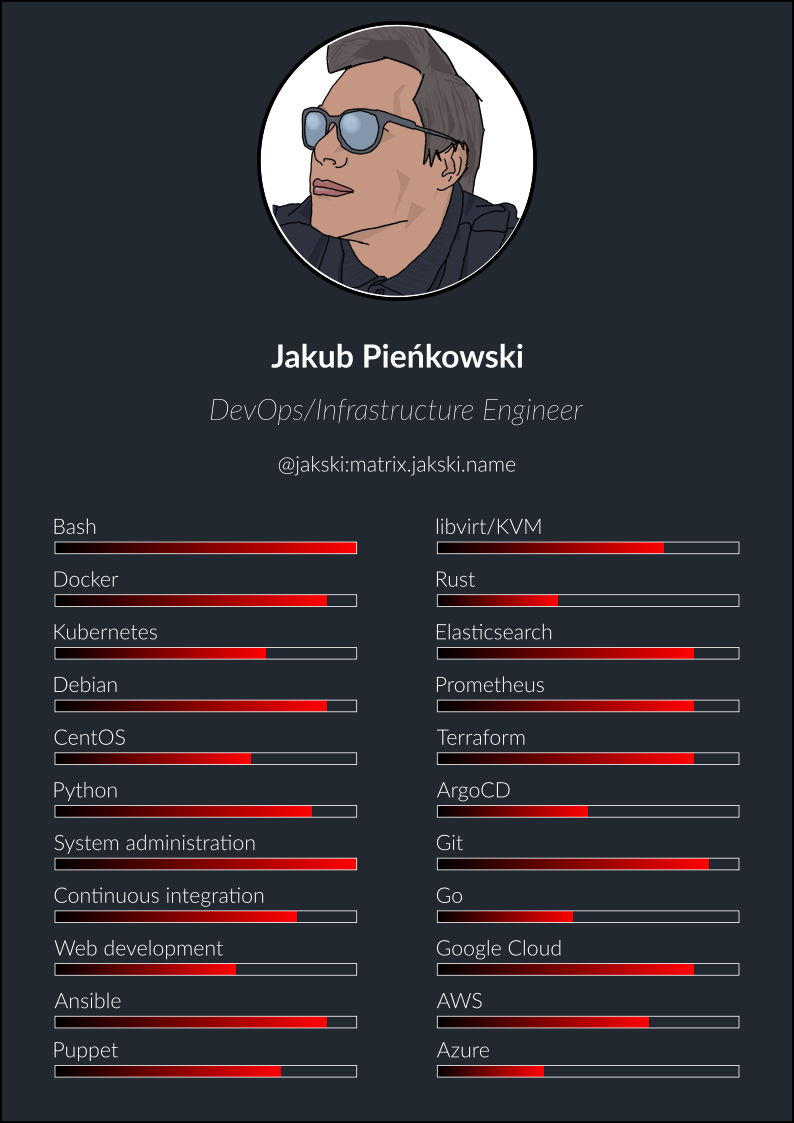 Jakub Pieńkowski
DevOps/Infrastructure Engineer
@jakski:matrix.jakski.name
Bash
Docker
Kubernetes
Debian
CentOS
Python
System administration
Continuous integration
Web development
Ansible
Puppet
libvirt/KVM
Rust
Elasticsearch
Prometheus
Terraform
ArgoCD
Git
Go
Google Cloud
AWS
Azure